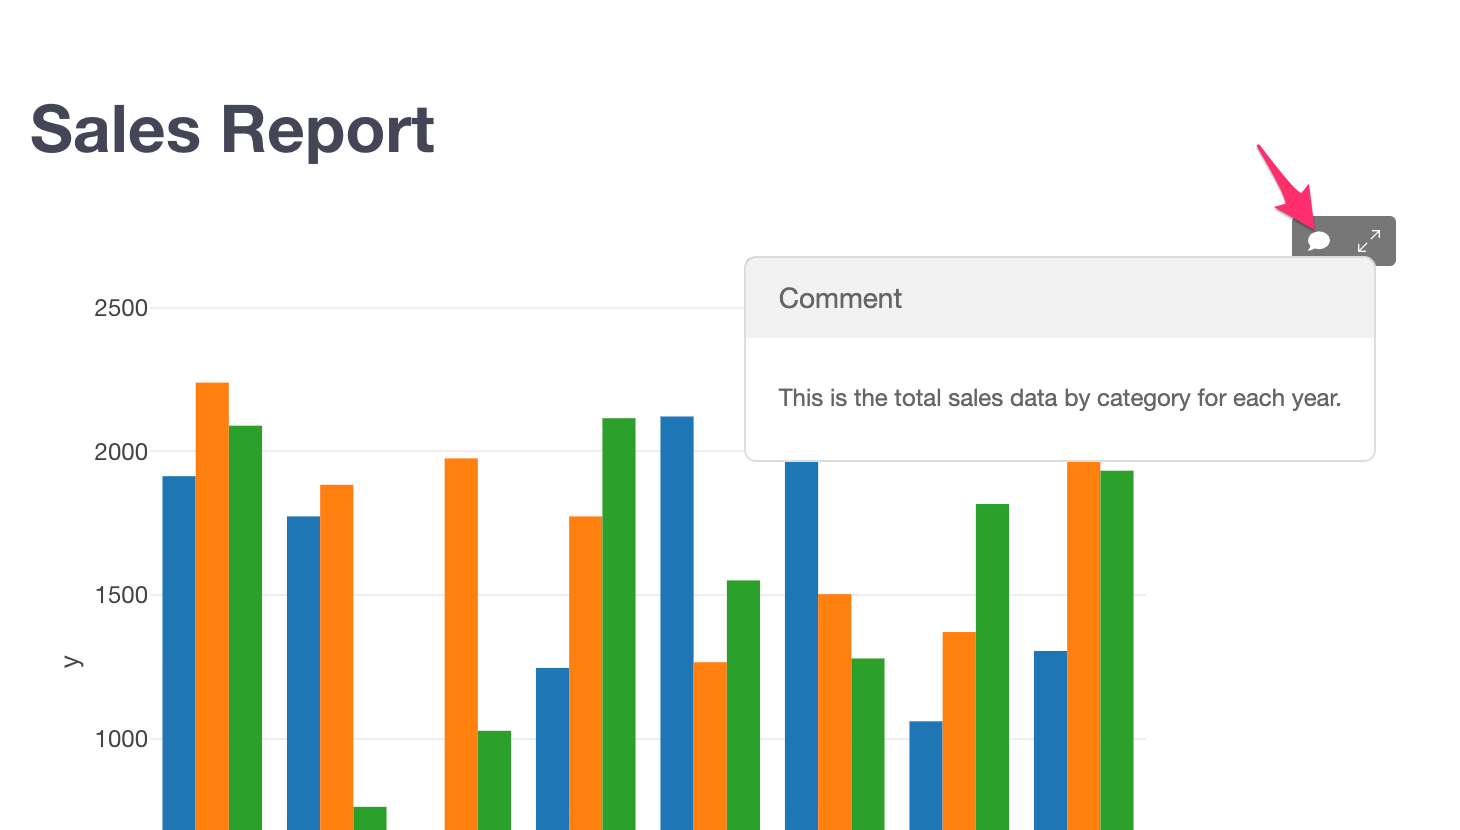 Sales Report
Comment
This is the total sales data by category for each year.
2500
2000
1500
1000
y